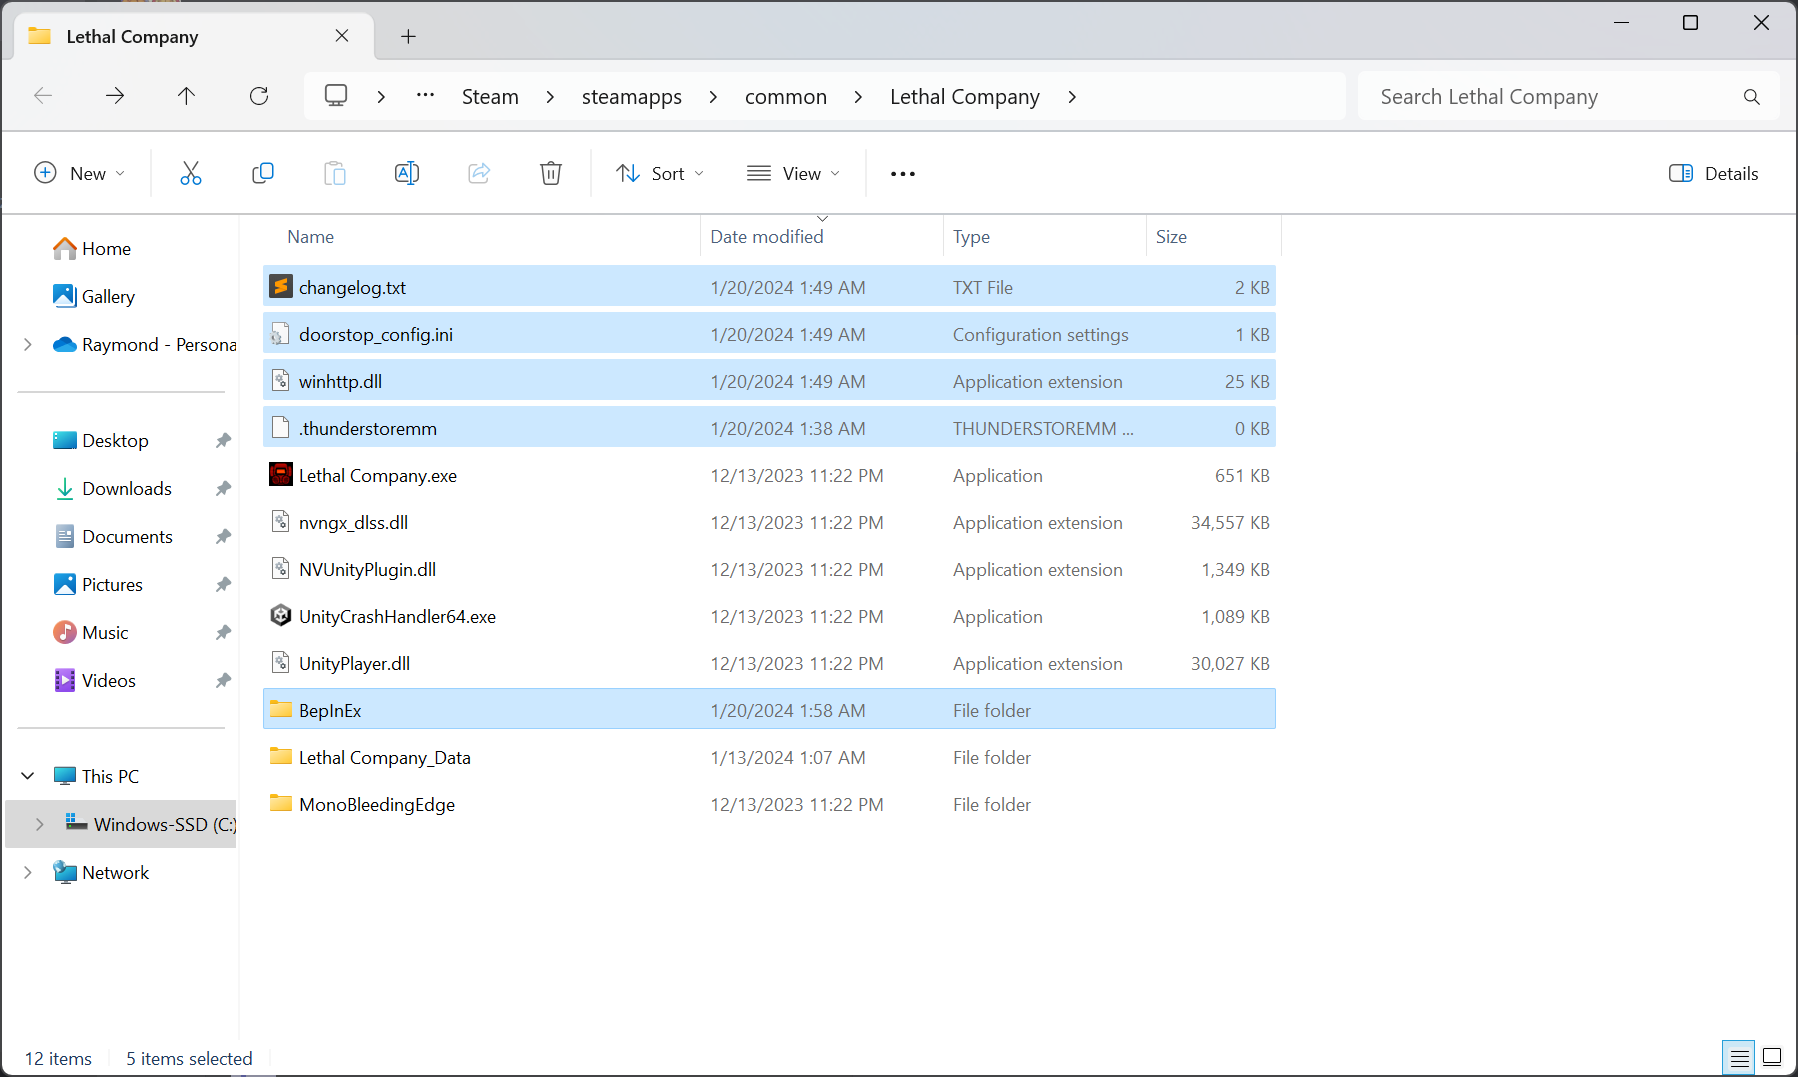 Lethal Company
Steam steamapps common Lethal Company
Search Lethal Company
New
Sort
View
Details
Home
Gallery
Raymond - Persona
Desktop
Downloads
Documents
Pictures
Music
Videos
This PC
Windows-SSD (C:)
Network
Name Date modified Type Size
changelog.txt 1/20/2024 1:49 AM TXT File 2 KB
doorstop_config.ini 1/20/2024 1:49 AM Configuration settings 1 KB
winhttp.dll 1/20/2024 1:49 AM Application extension 25 KB
.thunderstoremm 1/20/2024 1:38 AM THUNDERSTOREMM ... 0 KB
Lethal Company.exe 12/13/2023 11:22 PM Application 651 KB
nvngx_dlss.dll 12/13/2023 11:22 PM Application extension 34,557 KB
NVUnityPlugin.dll 12/13/2023 11:22 PM Application extension 1,349 KB
UnityCrashHandler64.exe 12/13/2023 11:22 PM Application 1,089 KB
UnityPlayer.dll 12/13/2023 11:22 PM Application extension 30,027 KB
BepInEx 1/20/2024 1:58 AM File folder
Lethal Company_Data 1/13/2024 1:07 AM File folder
MonoBleedingEdge 12/13/2023 11:22 PM File folder
12 items 5 items selected